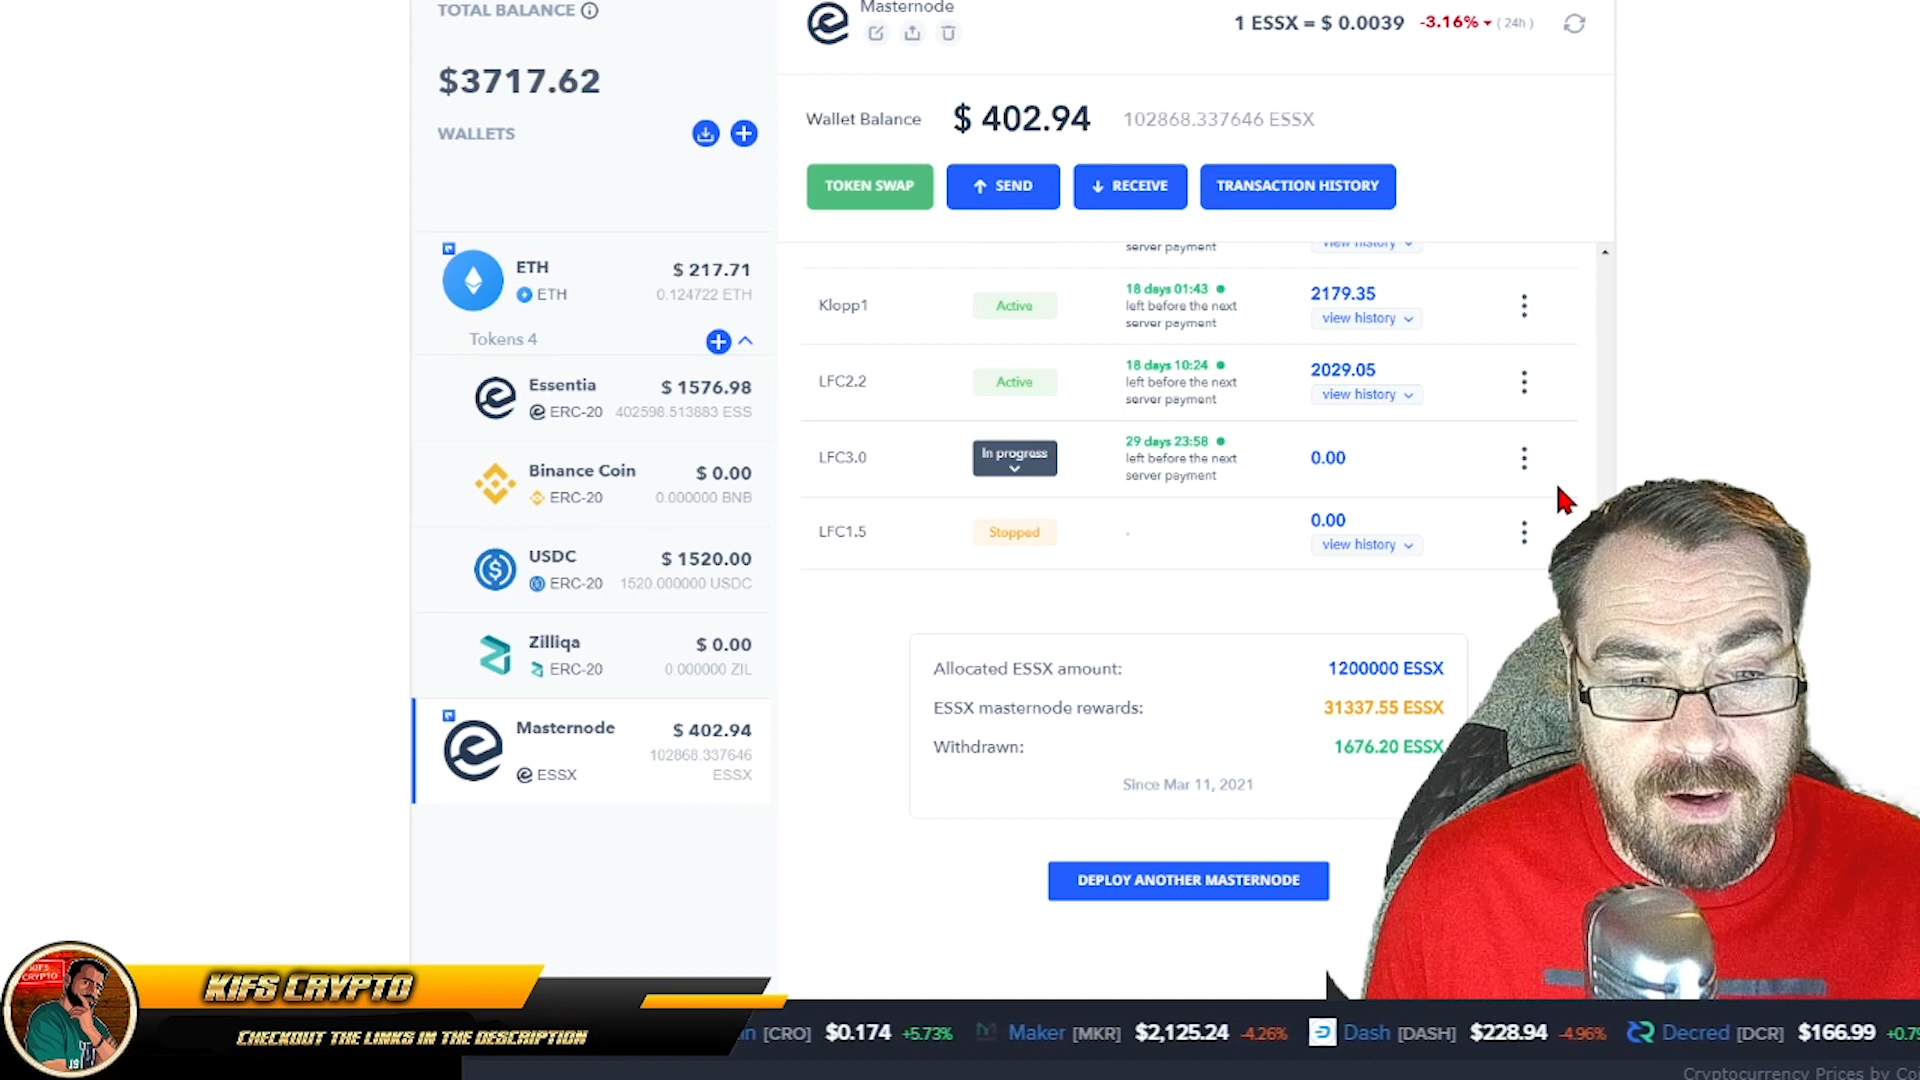 TOTAL BALANCE
$3717.62
WALLETS
ETH
$ 217.71
ETH
0.124722 ETH
Tokens 4
Essentia
$ 1576.98
ERC-20
402598.513883 ESS
Binance Coin
$ 0.00
ERC-20
0.000000 BNB
USDC
$ 1520.00
ERC-20
1520.000000 USDC
Zilliqa
$ 0.00
ERC-20
0.000000 ZIL
Masternode
$ 402.94
102868.337646
ESSX
ESSX
Masternode
1 ESSX = $ 0.0039 -3.16% (24h)
Wallet Balance $ 402.94 102868.337646 ESSX
TOKEN SWAP
SEND
RECEIVE
TRANSACTION HISTORY
server payment
view history
Klopp1
Active
18 days 01:43
left before the next
server payment
2179.35
view history
LFC2.2
Active
18 days 10:24
left before the next
server payment
2029.05
view history
LFC3.0
In progress
29 days 23:58
left before the next
server payment
0.00
LFC1.5
Stopped
-
0.00
view history
Allocated ESSX amount: 1200000 ESSX
ESSX masternode rewards: 31337.55 ESSX
Withdrawn: 1676.20 ESSX
Since Mar 11, 2021
DEPLOY ANOTHER MASTERNODE
KIFS CRYPTO
KIFS CRYPTO
CHECKOUT THE LINKS IN THE DESCRIPTION
[CRO] $0.174 +5.73% Maker [MKR] $2,125.24 -4.26% Dash [DASH] $228.94 -4.96% Decred [DCR] $166.99
Cryptocurrency Prices by